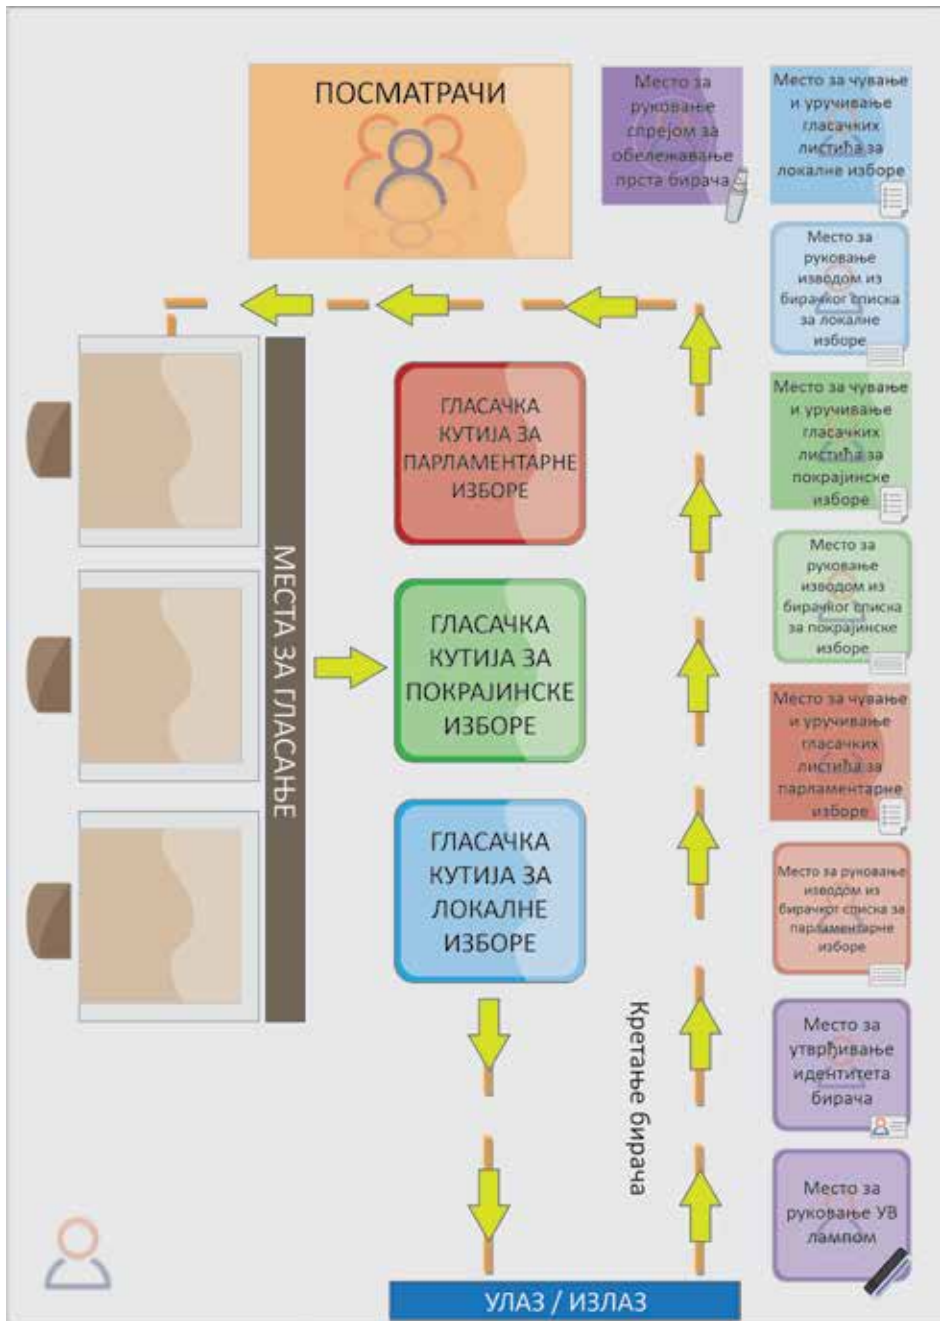 ПОСМАТРАЧИ
Место за
руковање
спрејом за
обележавање
прста бирача
Место за чување
и уручивање
гласачких
листића за
локалне изборе
Место за
руковање
изводом из
бирачког списка
за локалне
изборе
Место за чување
и уручивање
гласачких
листића за
покрајинске
изборе
Место за
руковање
изводом из
бирачког списка
за покрајинске
изборе
Место за чување
и уручивање
гласачких
листића за
парламентарне
изборе
Место за руковање
изводом из
бирачког списка за
парламентарне
изборе
Место за
утврђивање
идентитета
бирача
Место за
руковање УВ
лампом
МЕСТА ЗА ГЛАСАЊЕ
ГЛАСАЧКА
КУТИЈА ЗА
ПАРЛАМЕНТАРНЕ
ИЗБОРЕ
ГЛАСАЧКА
КУТИЈА ЗА
ПОКРАЈИНСКЕ
ИЗБОРЕ
ГЛАСАЧКА
КУТИЈА ЗА
ЛОКАЛНЕ
ИЗБОРЕ
Кретање бирача
УЛАЗ / ИЗЛАЗ